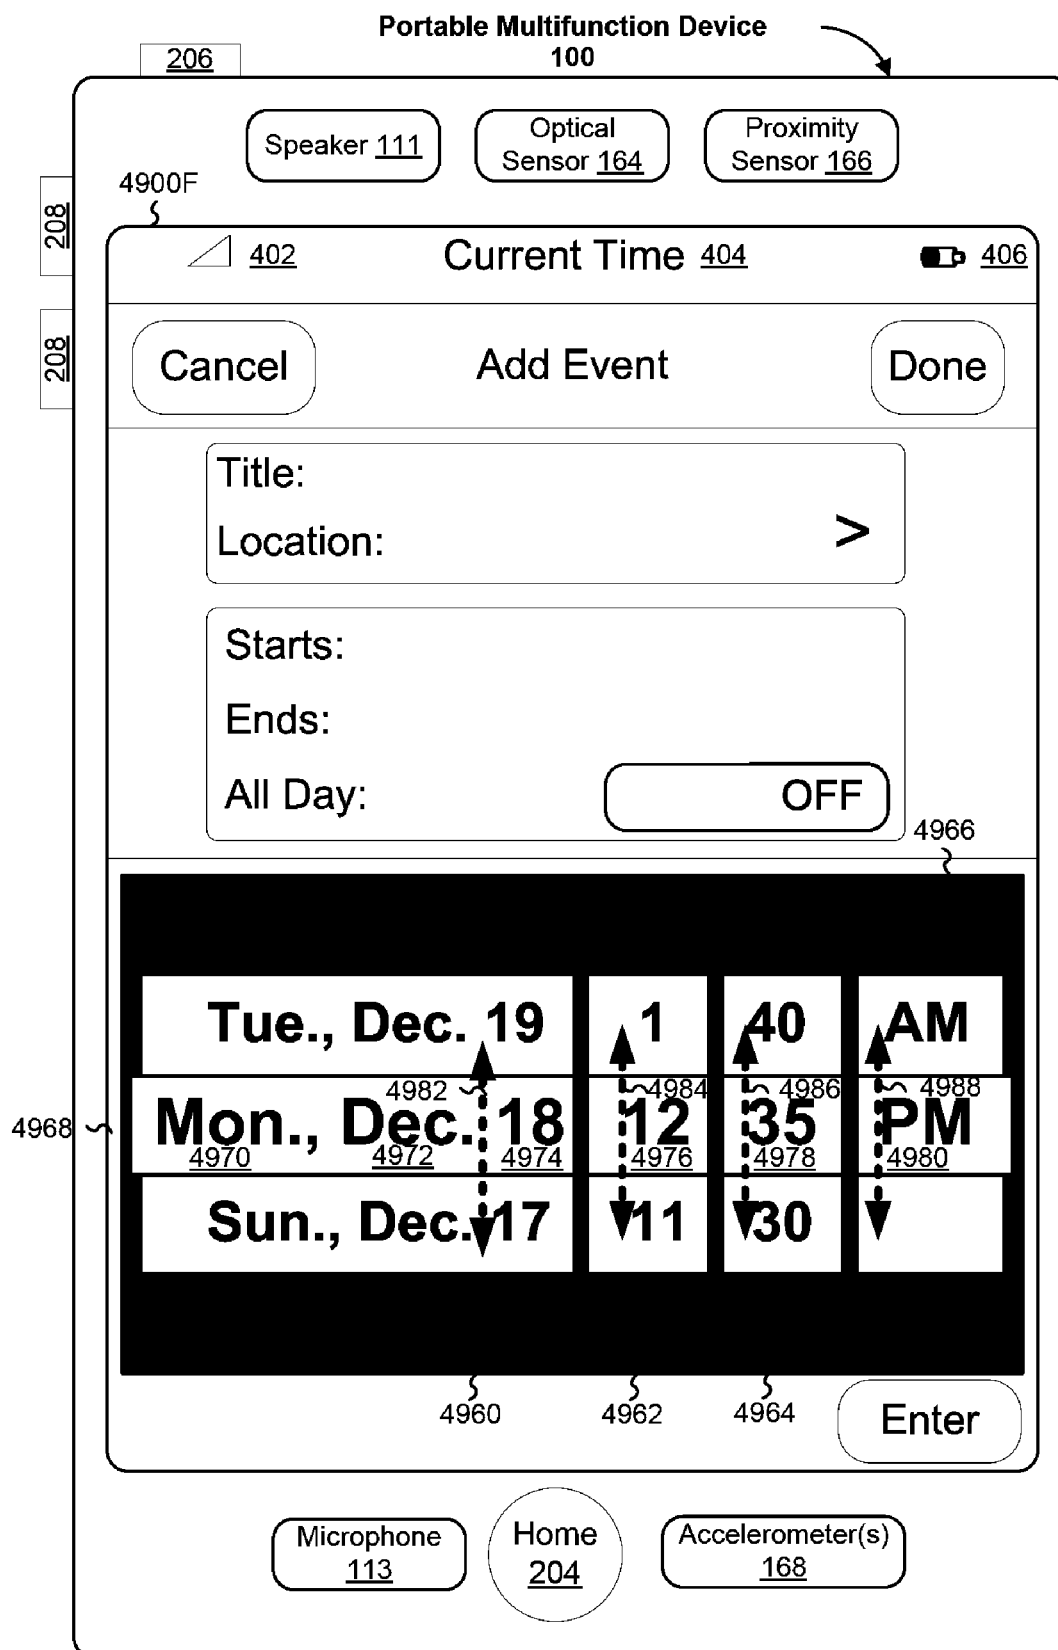 Portable Multifunction Device
100
206
Speaker 111
Optical
Sensor 164
Proximity
Sensor 166
4900F
208
402
Current Time 404
406
208
Cancel
Add Event
Done
Title:
Location:
>
Starts:
Ends:
All Day:
OFF
4966
Tue., Dec. 19
1
40
AM
4982
4984
4986
4988
4968
Mon., Dec. 18
12
35
PM
4970
4972
4974
4976
4978
4980
Sun., Dec. 17
11
30
4960
4962
4964
Enter
Microphone
113
Home
204
Accelerometer(s)
168